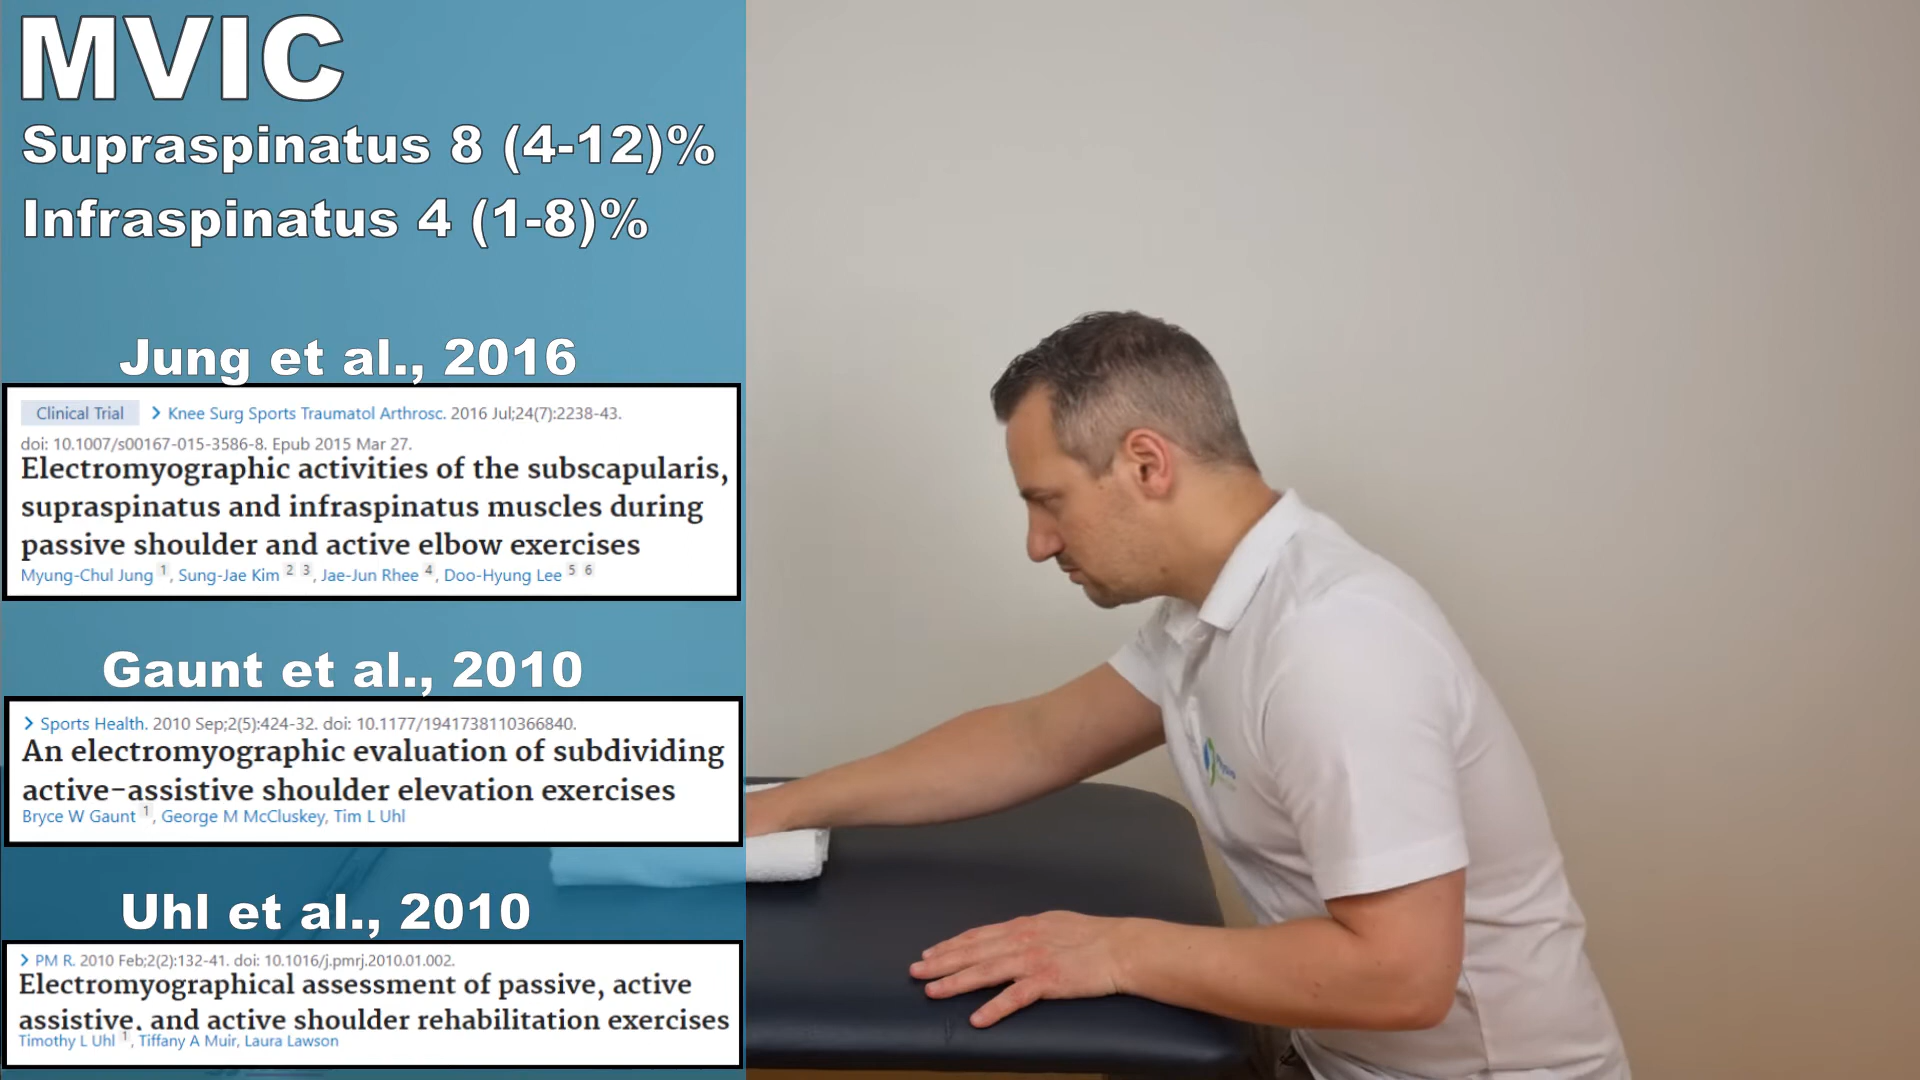 MVIC
Supraspinatus 8 (4-12)%
Infraspinatus 4 (1-8)%
Jung et al., 2016
Clinical Trial > Knee Surg Sports Traumatol Arthrosc. 2016 Jul;24(7):2238-43.
doi: 10.1007/s00167-015-3586-8. Epub 2015 Mar 27.
Electromyographic activities of the subscapularis,
supraspinatus and infraspinatus muscles during
passive shoulder and active elbow exercises
Myung-Chul Jung 1, Sung-Jae Kim 2 3, Jae-Jun Rhee 4, Doo-Hyung Lee 5 6
Gaunt et al., 2010
> Sports Health. 2010 Sep;2(5):424-32. doi: 10.1177/1941738110366840.
An electromyographic evaluation of subdividing
active-assistive shoulder elevation exercises
Bryce W Gaunt 1, George M McCluskey, Tim L Uhl
Uhl et al., 2010
> PM R. 2010 Feb;2(2):132-41. doi: 10.1016/j.pmrj.2010.01.002.
Electromyographical assessment of passive, active
assistive, and active shoulder rehabilitation exercises
Timothy L Uhl 1, Tiffany A Muir, Laura Lawson